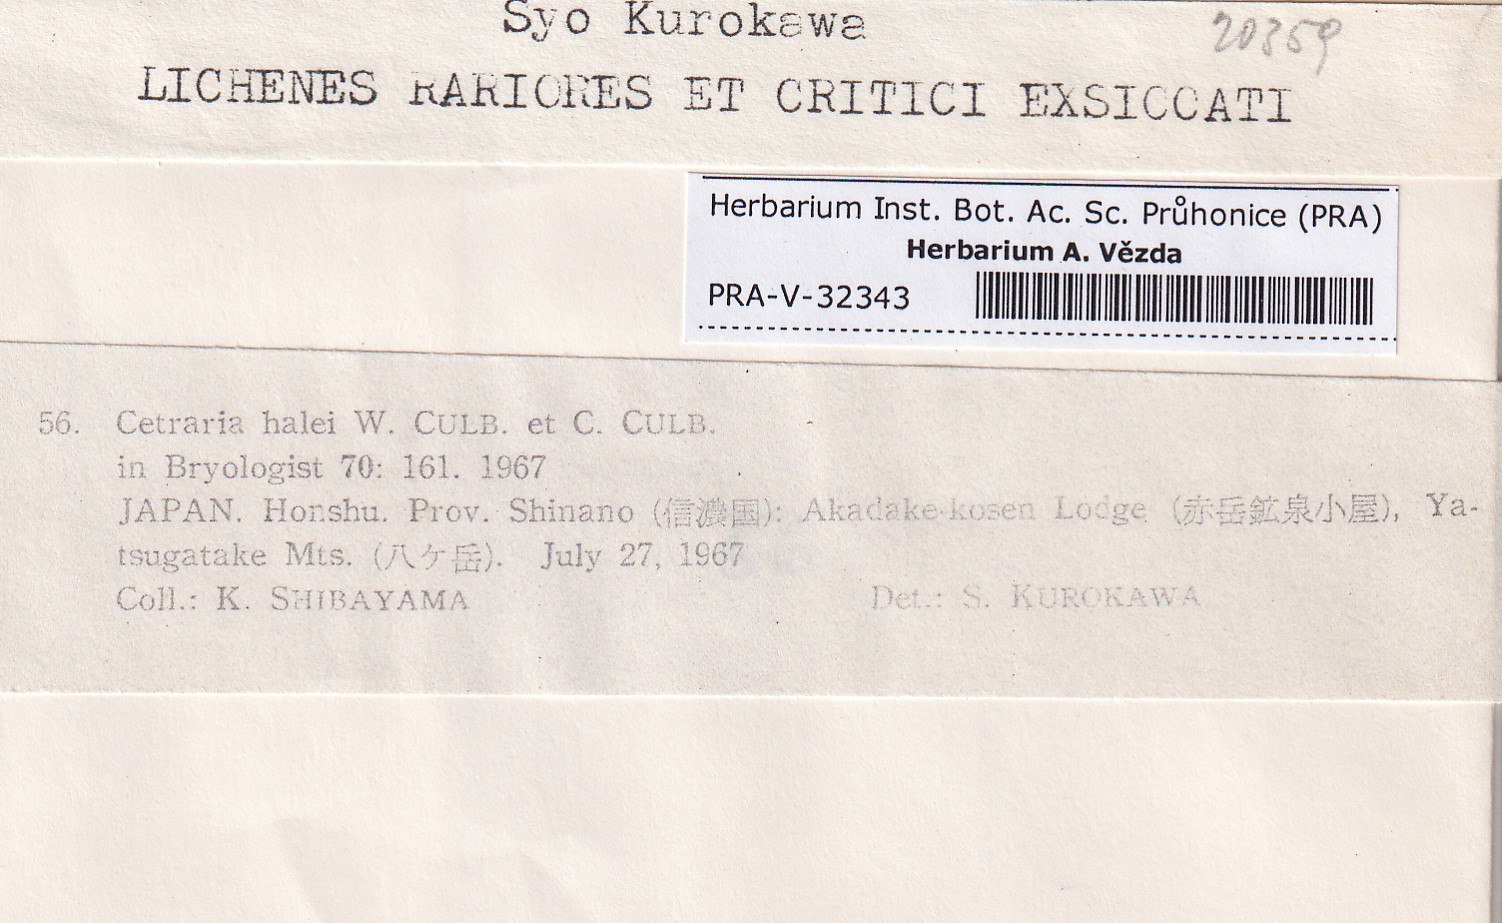 Syo Kurokawa
20359
LICHENES RARIORES ET CRITICI EXSICCATI
Herbarium Inst. Bot. Ac. Sc. Průhonice (PRA)
Herbarium A. Vězda
PRA-V-32343
56. Cetraria halei W. CULB. et C. CULB.
in Bryologist 70: 161. 1967
JAPAN. Honshu. Prov. Shinano (信濃国): Akadake-kosen Lodge (赤岳鉱泉小屋), Ya-
tsugatake Mts. (八ケ岳). July 27, 1967
Coll.: K. SHIBAYAMA Det.: S. KUROKAWA